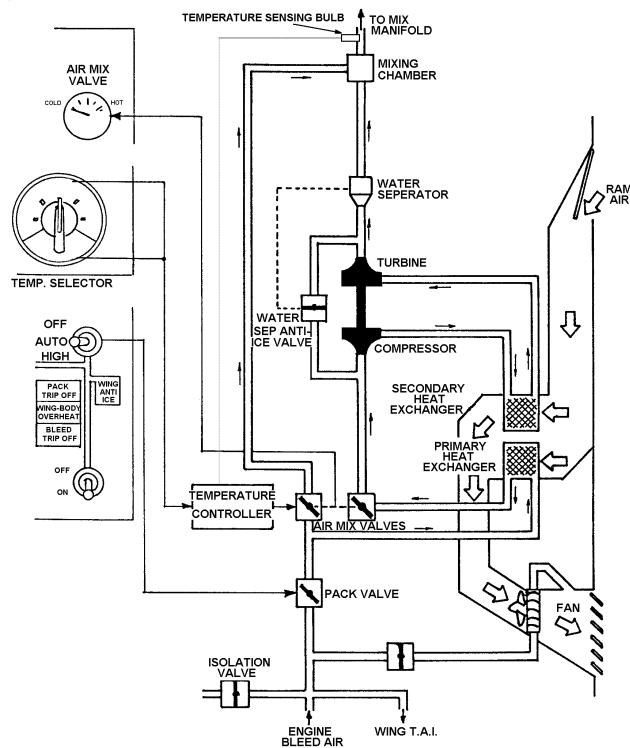 TEMPERATURE SENSING BULB
TO MIX
MANIFOLD
AIR MIX
VALVE
COLD
HOT
MIXING
CHAMBER
WATER
SEPERATOR
RAM
AIR
TEMP. SELECTOR
TURBINE
OFF
AUTO
HIGH
WATER
SEP ANTI-
ICE VALVE
COMPRESSOR
PACK
TRIP OFF
WING-BODY
OVERHEAT
BLEED
TRIP OFF
WING
ANTI
ICE
SECONDARY
HEAT
EXCHANGER
PRIMARY
HEAT
EXCHANGER
OFF
ON
TEMPERATURE
CONTROLLER
AIR MIX VALVES
PACK VALVE
FAN
ISOLATION
VALVE
ENGINE
BLEED AIR
WING T.A.I.